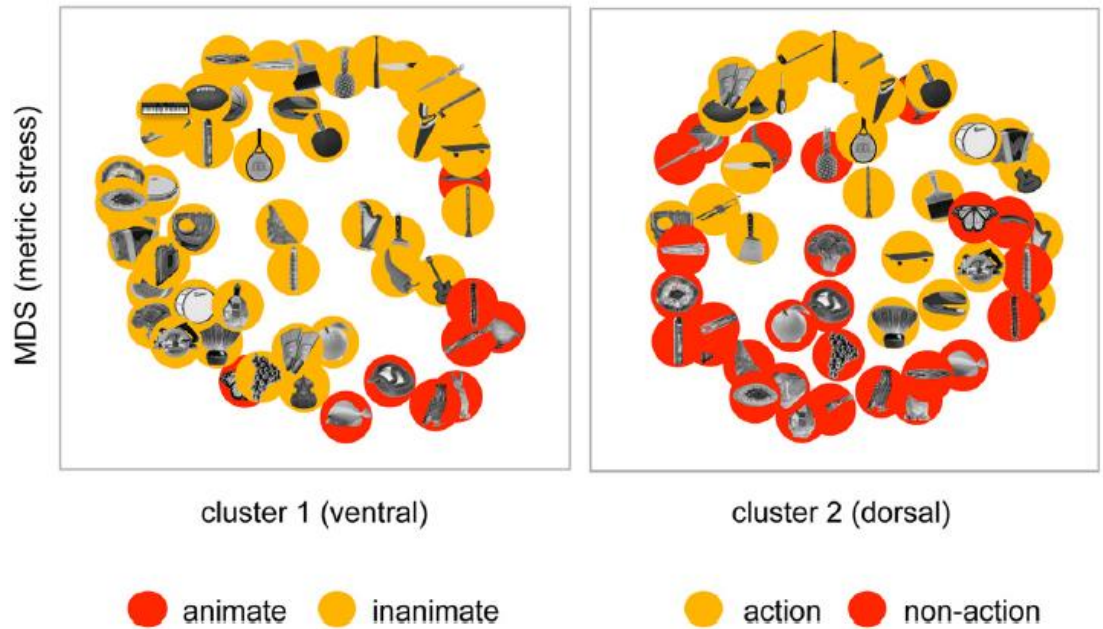 MDS (metric stress)
cluster 1 (ventral)
cluster 2 (dorsal)
animate
inanimate
action
non-action